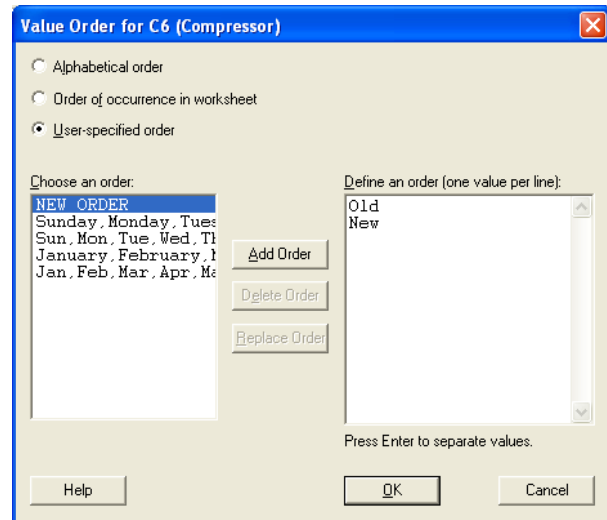 Value Order for C6 (Compressor)
Alphabetical order
Order of occurrence in worksheet
User-specified order
Choose an order:
NEW ORDER
Sunday,Monday,Tues
Sun,Mon,Tue,Wed,Th
January,February,M
Jan,Feb,Mar,Apr,Ma
Add Order
Delete Order
Replace Order
Define an order (one value per line):
Old
New
Press Enter to separate values.
Help
OK
Cancel